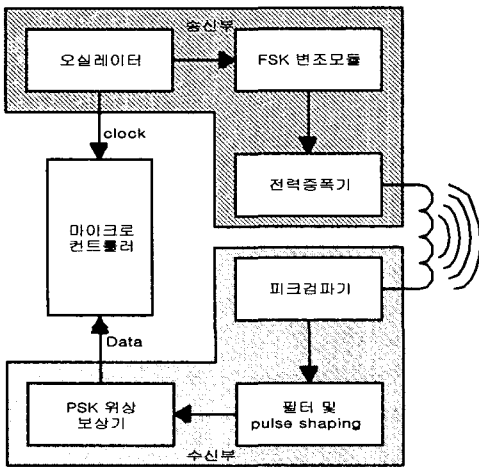 송신부
오실레이터
FSK 변조모듈
clock
전력증폭기
마이크로
컨트롤러
피크검파기
Data
PSK 위상
보상기
필터 및
pulse shaping
수신부